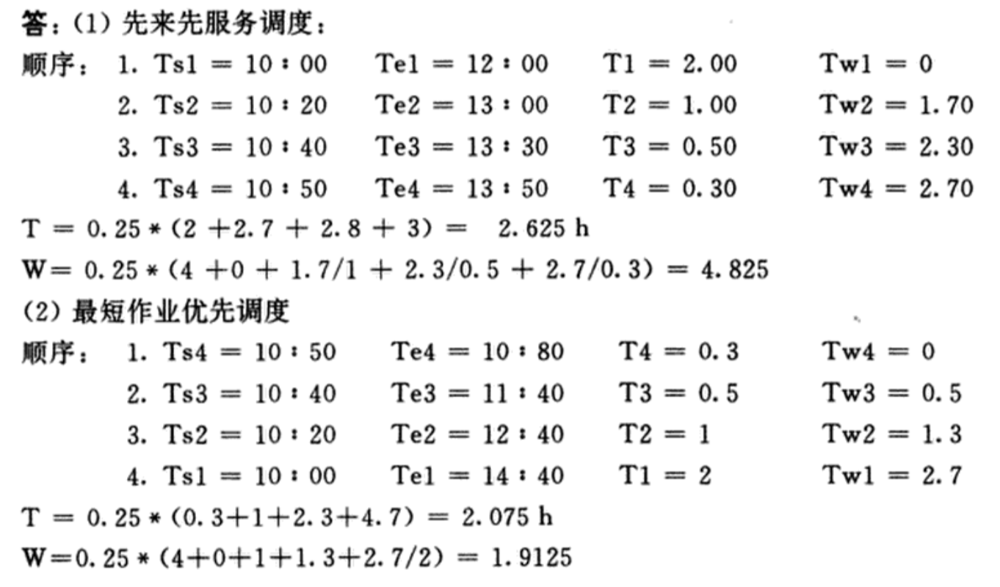 答：(1) 先来先服务调度：
顺序： 1. Ts1 = 10：00 Te1 = 12：00 T1 = 2.00 Tw1 = 0
2. Ts2 = 10：20 Te2 = 13：00 T2 = 1.00 Tw2 = 1.70
3. Ts3 = 10：40 Te3 = 13：30 T3 = 0.50 Tw3 = 2.30
4. Ts4 = 10：50 Te4 = 13：50 T4 = 0.30 Tw4 = 2.70
T = 0.25 * (2 +2.7 + 2.8 + 3) = 2.625 h
W= 0.25 * (4 +0 + 1.7/1 + 2.3/0.5 + 2.7/0.3) = 4.825
(2) 最短作业优先调度
顺序： 1. Ts4 = 10：50 Te4 = 10：80 T4 = 0.3 Tw4 = 0
2. Ts3 = 10：40 Te3 = 11：40 T3 = 0.5 Tw3 = 0.5
3. Ts2 = 10：20 Te2 = 12：40 T2 = 1 Tw2 = 1.3
4. Ts1 = 10：00 Te1 = 14：40 T1 = 2 Tw1 = 2.7
T = 0.25 * (0.3+1+2.3+4.7) = 2.075 h
W=0.25 * (4+0+1+1.3+2.7/2) = 1.9125